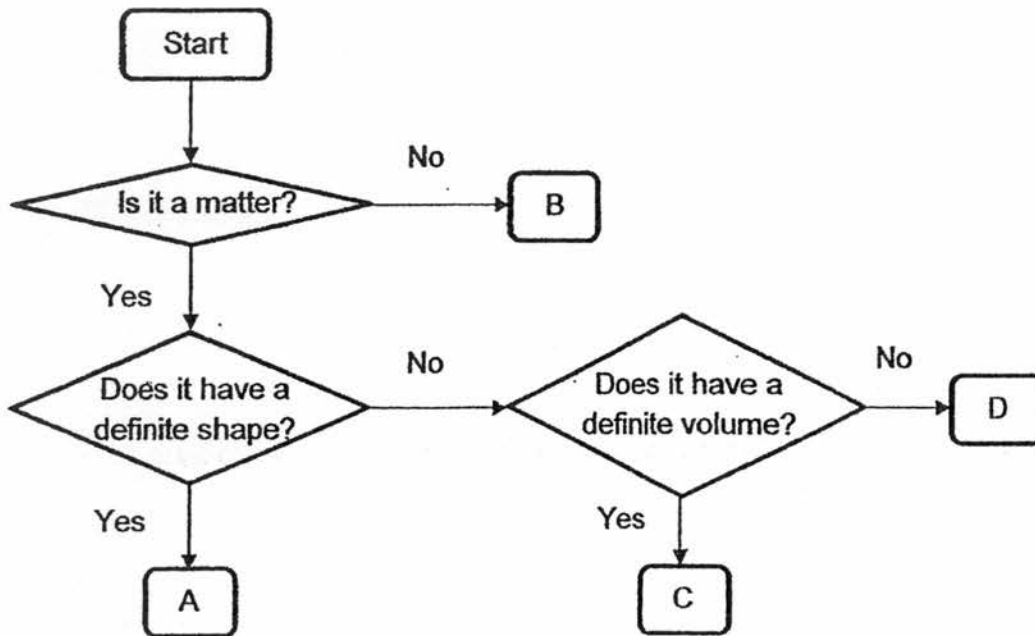 Start
No
Is it a matter?
B
Yes
No
No
Does it have a
definite shape?
Does it have a
definite volume?
D
Yes
Yes
A
C